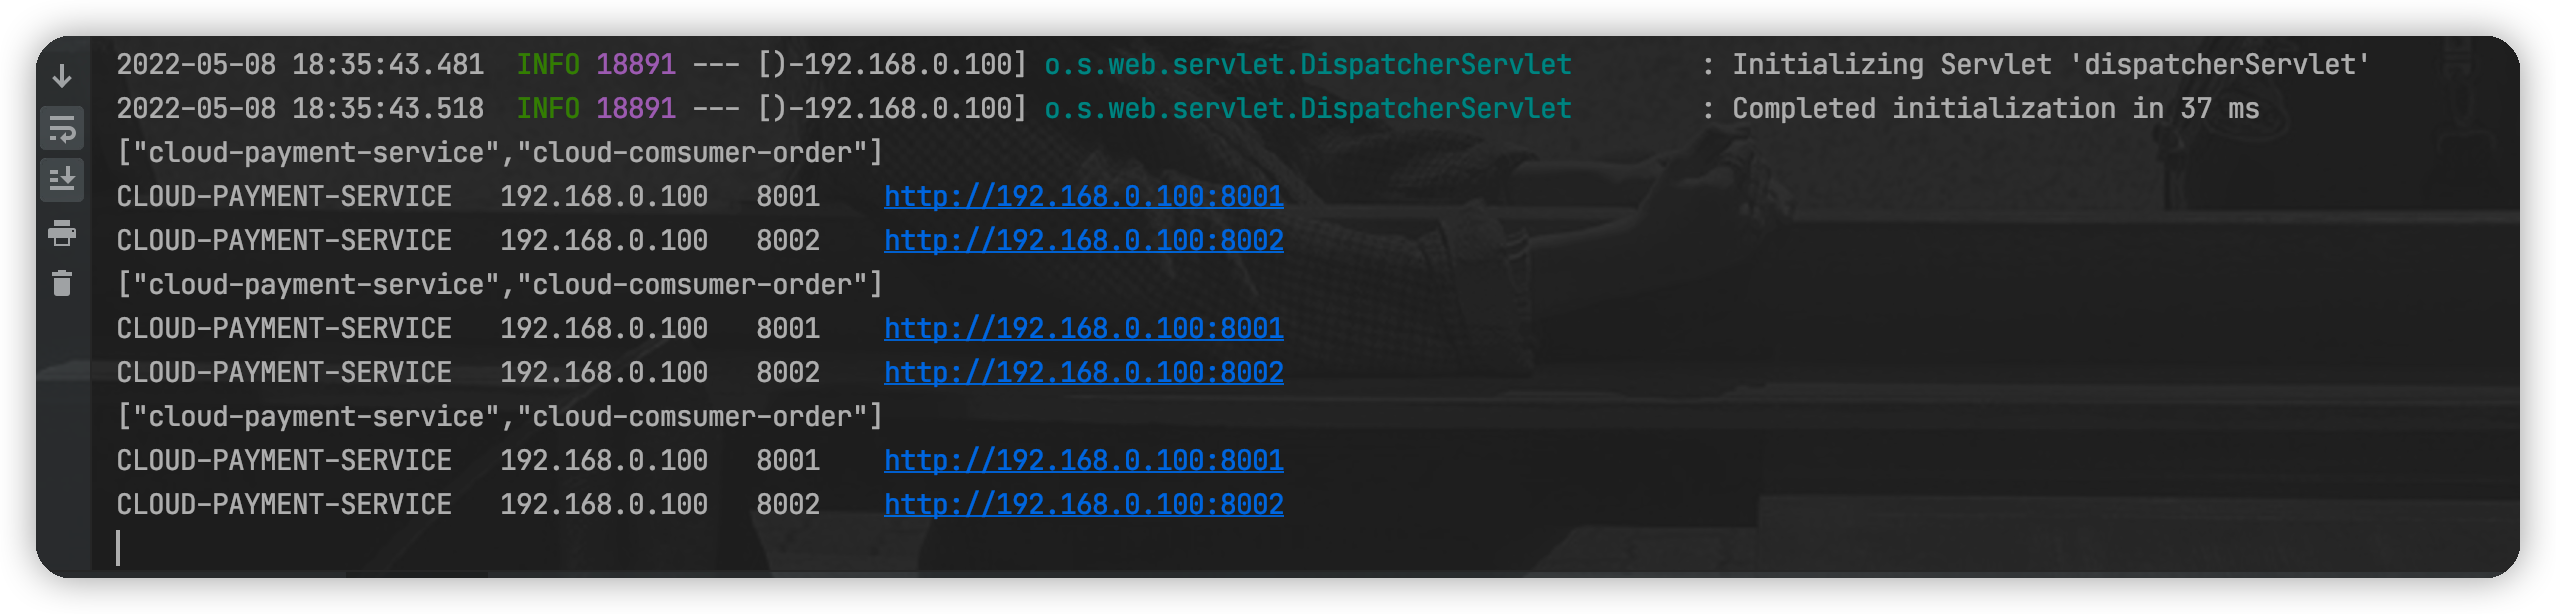 2022-05-08 18:35:43.481  INFO 18891 --- [)-192.168.0.100] o.s.web.servlet.DispatcherServlet        : Initializing Servlet 'dispatcherServlet'
2022-05-08 18:35:43.518  INFO 18891 --- [)-192.168.0.100] o.s.web.servlet.DispatcherServlet        : Completed initialization in 37 ms
["cloud-payment-service","cloud-comsumer-order"]
CLOUD-PAYMENT-SERVICE   192.168.0.100   8001    http://192.168.0.100:8001
CLOUD-PAYMENT-SERVICE   192.168.0.100   8002    http://192.168.0.100:8002
["cloud-payment-service","cloud-comsumer-order"]
CLOUD-PAYMENT-SERVICE   192.168.0.100   8001    http://192.168.0.100:8001
CLOUD-PAYMENT-SERVICE   192.168.0.100   8002    http://192.168.0.100:8002
["cloud-payment-service","cloud-comsumer-order"]
CLOUD-PAYMENT-SERVICE   192.168.0.100   8001    http://192.168.0.100:8001
CLOUD-PAYMENT-SERVICE   192.168.0.100   8002    http://192.168.0.100:8002